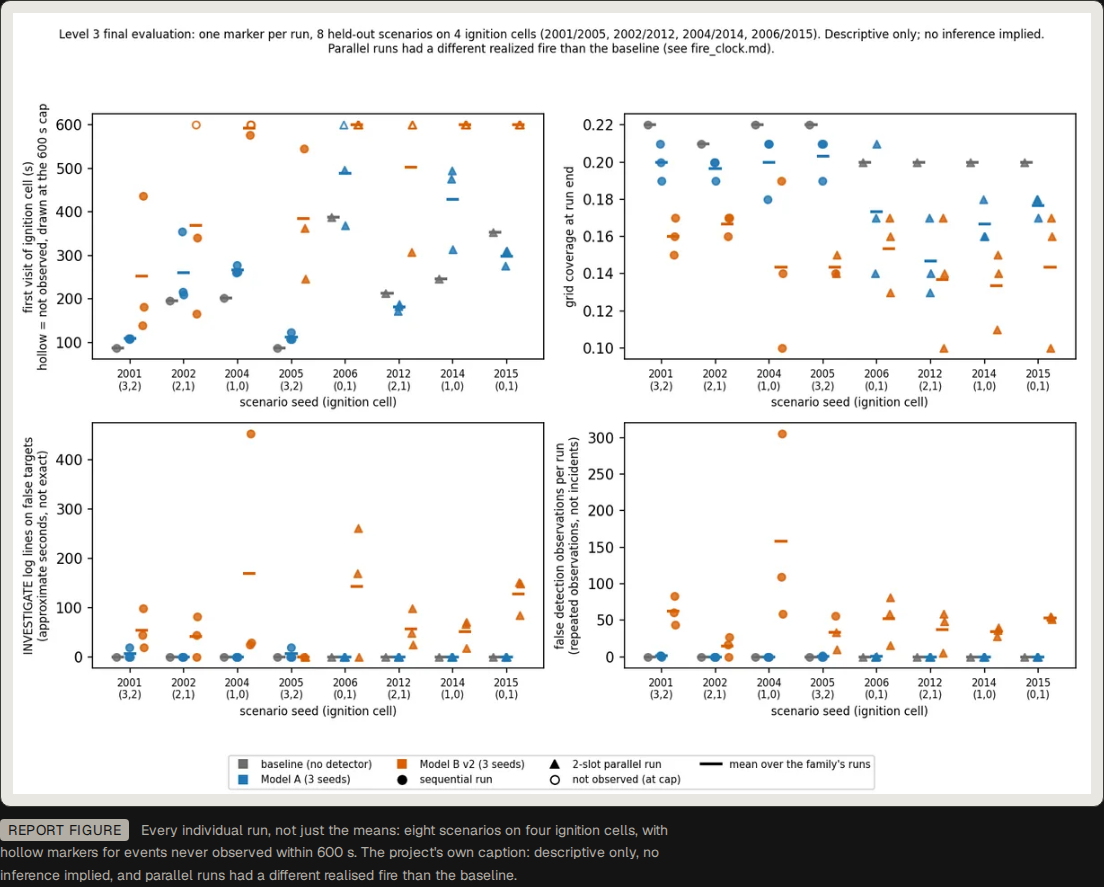 Level 3 final evaluation: one marker per run, 8 held-out scenarios on 4 ignition cells (2001/2005, 2002/2012, 2004/2014, 2006/2015). Descriptive only; no inference implied.
Parallel runs had a different realized fire than the baseline (see fire_clock.md).
first visit of ignition cell (s)
hollow = not observed, drawn at the 600 s cap
600
500
400
300
200
100
2001 2002 2004 2005 2006 2012 2014 2015
(3,2) (2,1) (1,0) (3,2) (0,1) (2,1) (1,0) (0,1)
scenario seed (ignition cell)
grid coverage at run end
0.22
0.20
0.18
0.16
0.14
0.12
0.10
2001 2002 2004 2005 2006 2012 2014 2015
(3,2) (2,1) (1,0) (3,2) (0,1) (2,1) (1,0) (0,1)
scenario seed (ignition cell)
INVESTIGATE log lines on false targets
(approximate seconds, not exact)
400
300
200
100
0
2001 2002 2004 2005 2006 2012 2014 2015
(3,2) (2,1) (1,0) (3,2) (0,1) (2,1) (1,0) (0,1)
scenario seed (ignition cell)
false detection observations per run
(repeated observations, not incidents)
300
250
200
150
100
50
0
2001 2002 2004 2005 2006 2012 2014 2015
(3,2) (2,1) (1,0) (3,2) (0,1) (2,1) (1,0) (0,1)
scenario seed (ignition cell)
baseline (no detector) Model B v2 (3 seeds) 2-slot parallel run mean over the family's runs
Model A (3 seeds) sequential run not observed (at cap)
REPORT FIGURE Every individual run, not just the means: eight scenarios on four ignition cells, with
hollow markers for events never observed within 600 s. The project's own caption: descriptive only, no
inference implied, and parallel runs had a different realised fire than the baseline.